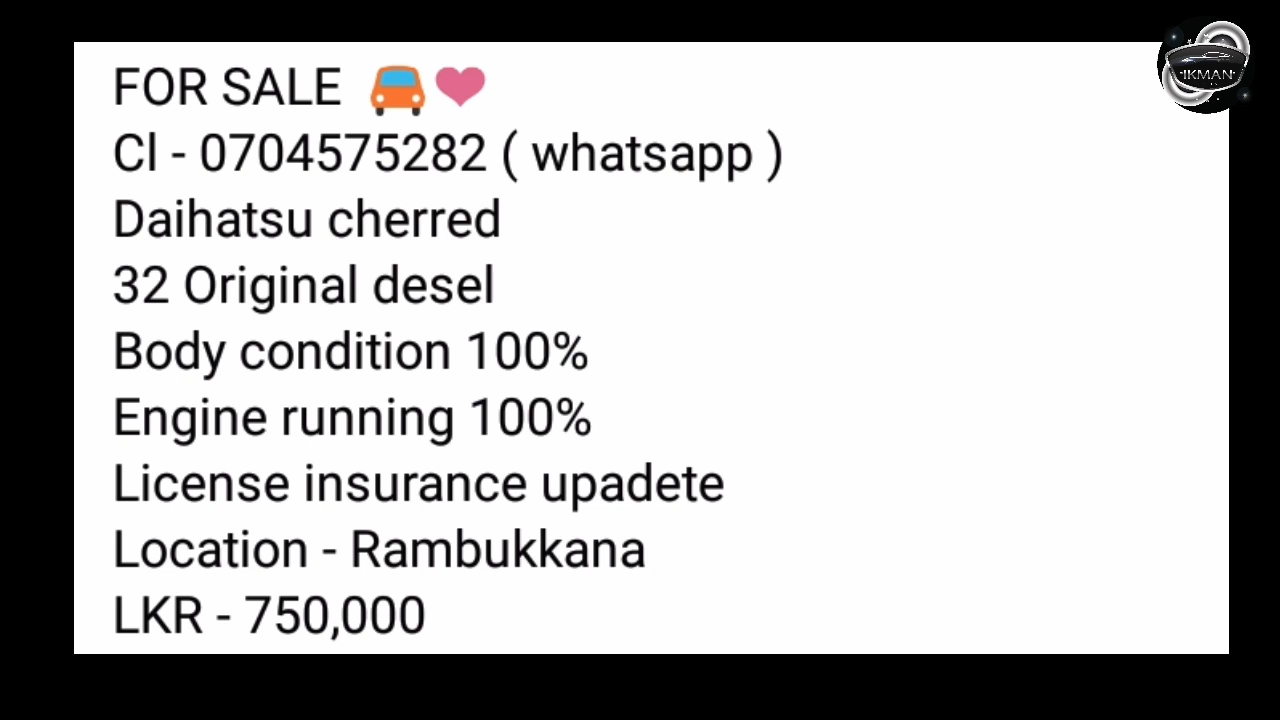 FOR SALE 🚘❤
Cl - 0704575282 ( whatsapp )
Daihatsu cherred
32 Original desel
Body condition 100%
Engine running 100%
License insurance upadete
Location - Rambukkana
LKR - 750,000
IKMAN